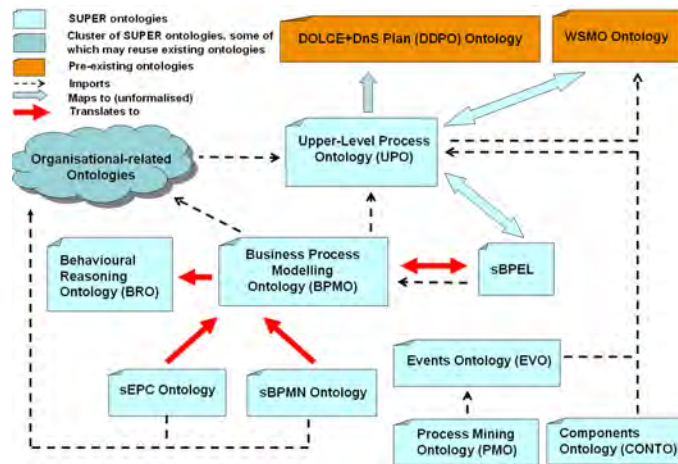 SUPER ontologies
Cluster of SUPER ontologies, some of
which may reuse existing ontologies
Pre-existing ontologies
Imports
Maps to (unformalised)
Translates to
DOLCE+DnS Plan (DDPO) Ontology
WSMO Ontology
Upper-Level Process
Ontology (UPO)
Organisational-related
Ontologies
Behavioural
Reasoning
Ontology (BRO)
Business Process
Modelling
Ontology (BPMO)
sBPEL
Events Ontology (EVO)
sEPC Ontology
sBPMN Ontology
Process Mining
Ontology (PMO)
Components
Ontology (CONTO)